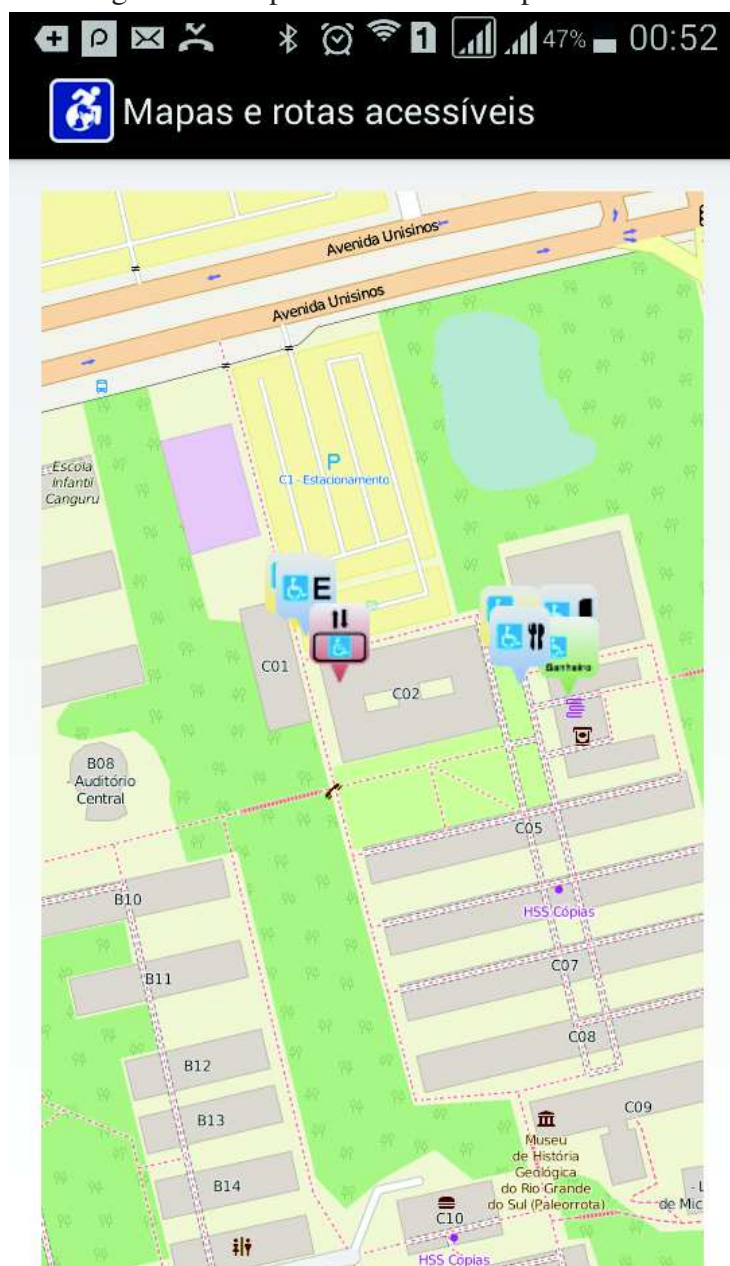 1 47% 00:52
Mapas e rotas acessíveis
Avenida Unisinos
Avenida Unisinos
Escola
Infantil
Canguru
P
C1 - Estacionamento
E
C01
C02
Banheiro
B08
- Auditório
Central
C05
B10
HSS Cópias
B11
C07
C08
B12
B13
C09
Museu
de História
Geológica
do Rio Grande
do Sul (Paleorrota)
B14
- L
de Mic
C10
HSS Cópias